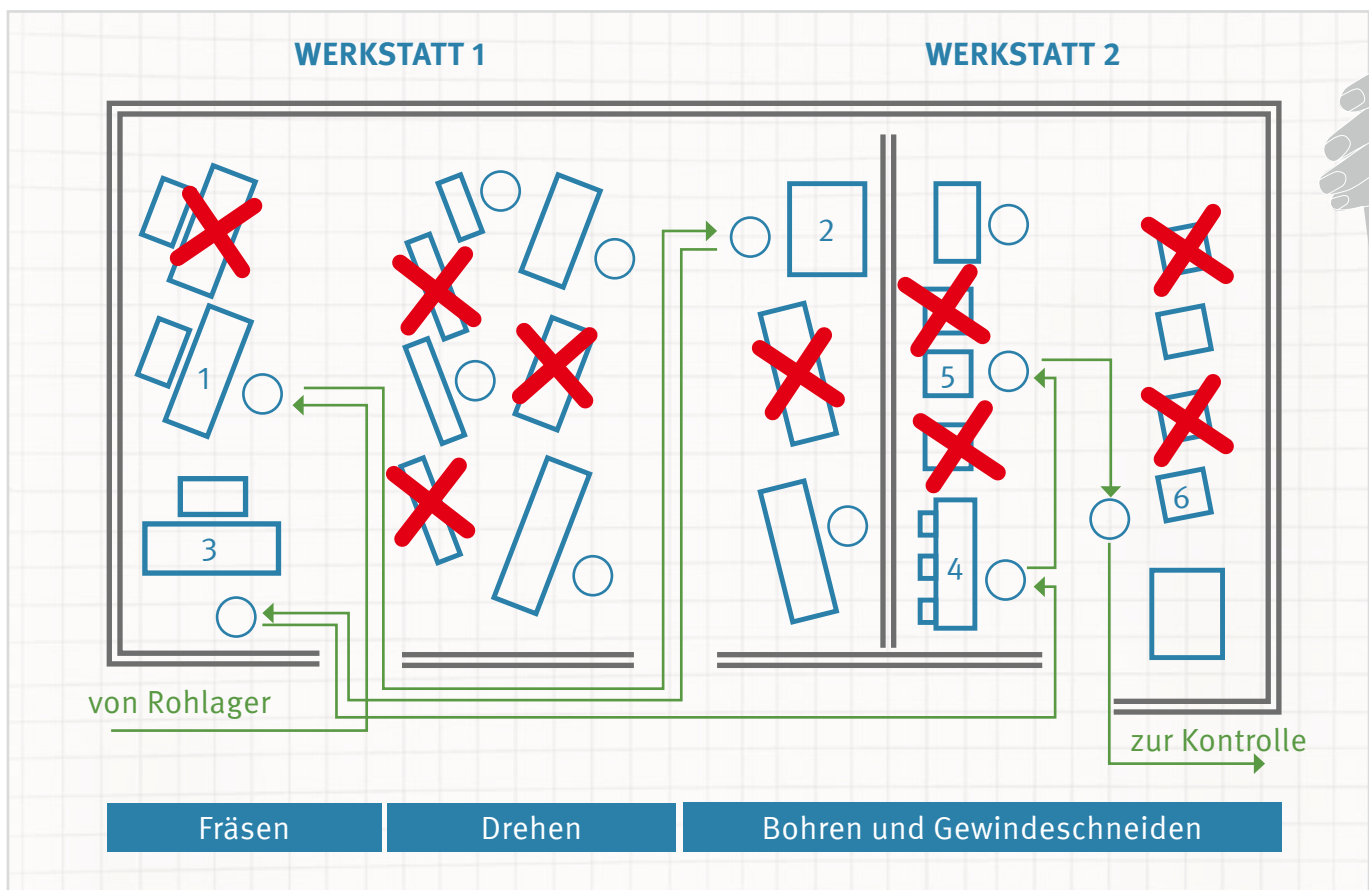 WERKSTATT 1
WERKSTATT 2
2
1
5
6
3
4
von Rohlager
zur Kontrolle
Fräsen
Drehen
Bohren und Gewindeschneiden